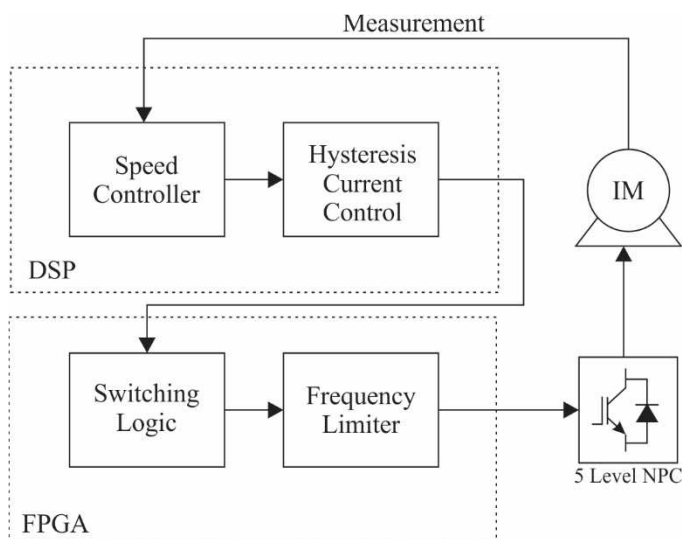 Measurement
Speed
Controller
Hysteresis
Current
Control
IM
DSP
Switching
Logic
Frequency
Limiter
5 Level NPC
FPGA